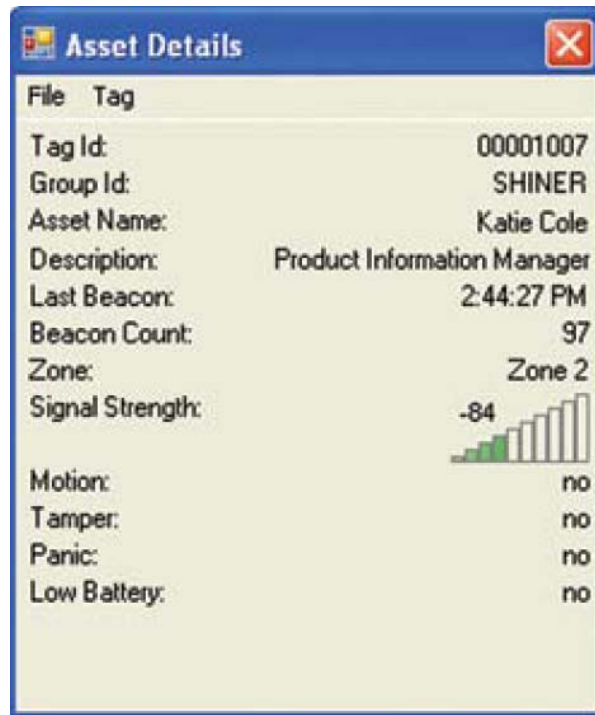 Asset Details
File Tag
Tag Id: 00001007
Group Id: SHINER
Asset Name: Katie Cole
Description: Product Information Manager
Last Beacon: 2:44:27 PM
Beacon Count: 97
Zone: Zone 2
Signal Strength: -84
Motion: no
Tamper: no
Panic: no
Low Battery: no